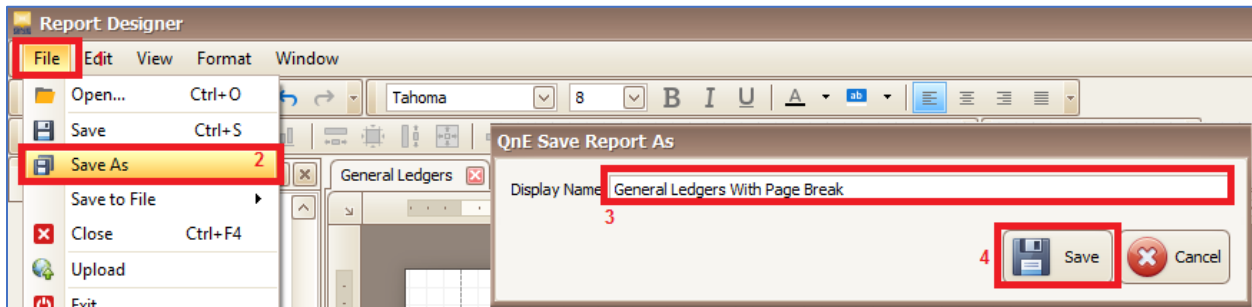 Report Designer
File 1 Edit View Format Window
Open... Ctrl+O
Tahoma 8 B I U A ab
Save Ctrl+S
QnE Save Report As
Save As 2
General Ledgers
Display Name General Ledgers With Page Break
Save to File
3
Close Ctrl+F4
4 Save Cancel
Upload
Exit